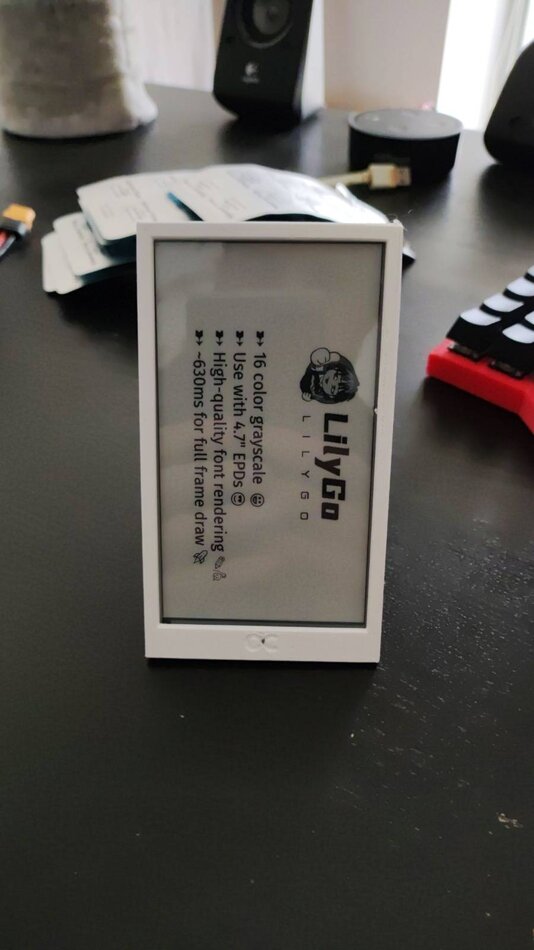 LilyGo
LILYGO
➳ 16 color grayscale 😀
➳ Use with 4.7" EPDs 😍
➳ High-quality font rendering ✎💪
➳ ~630ms for full frame draw 🚀